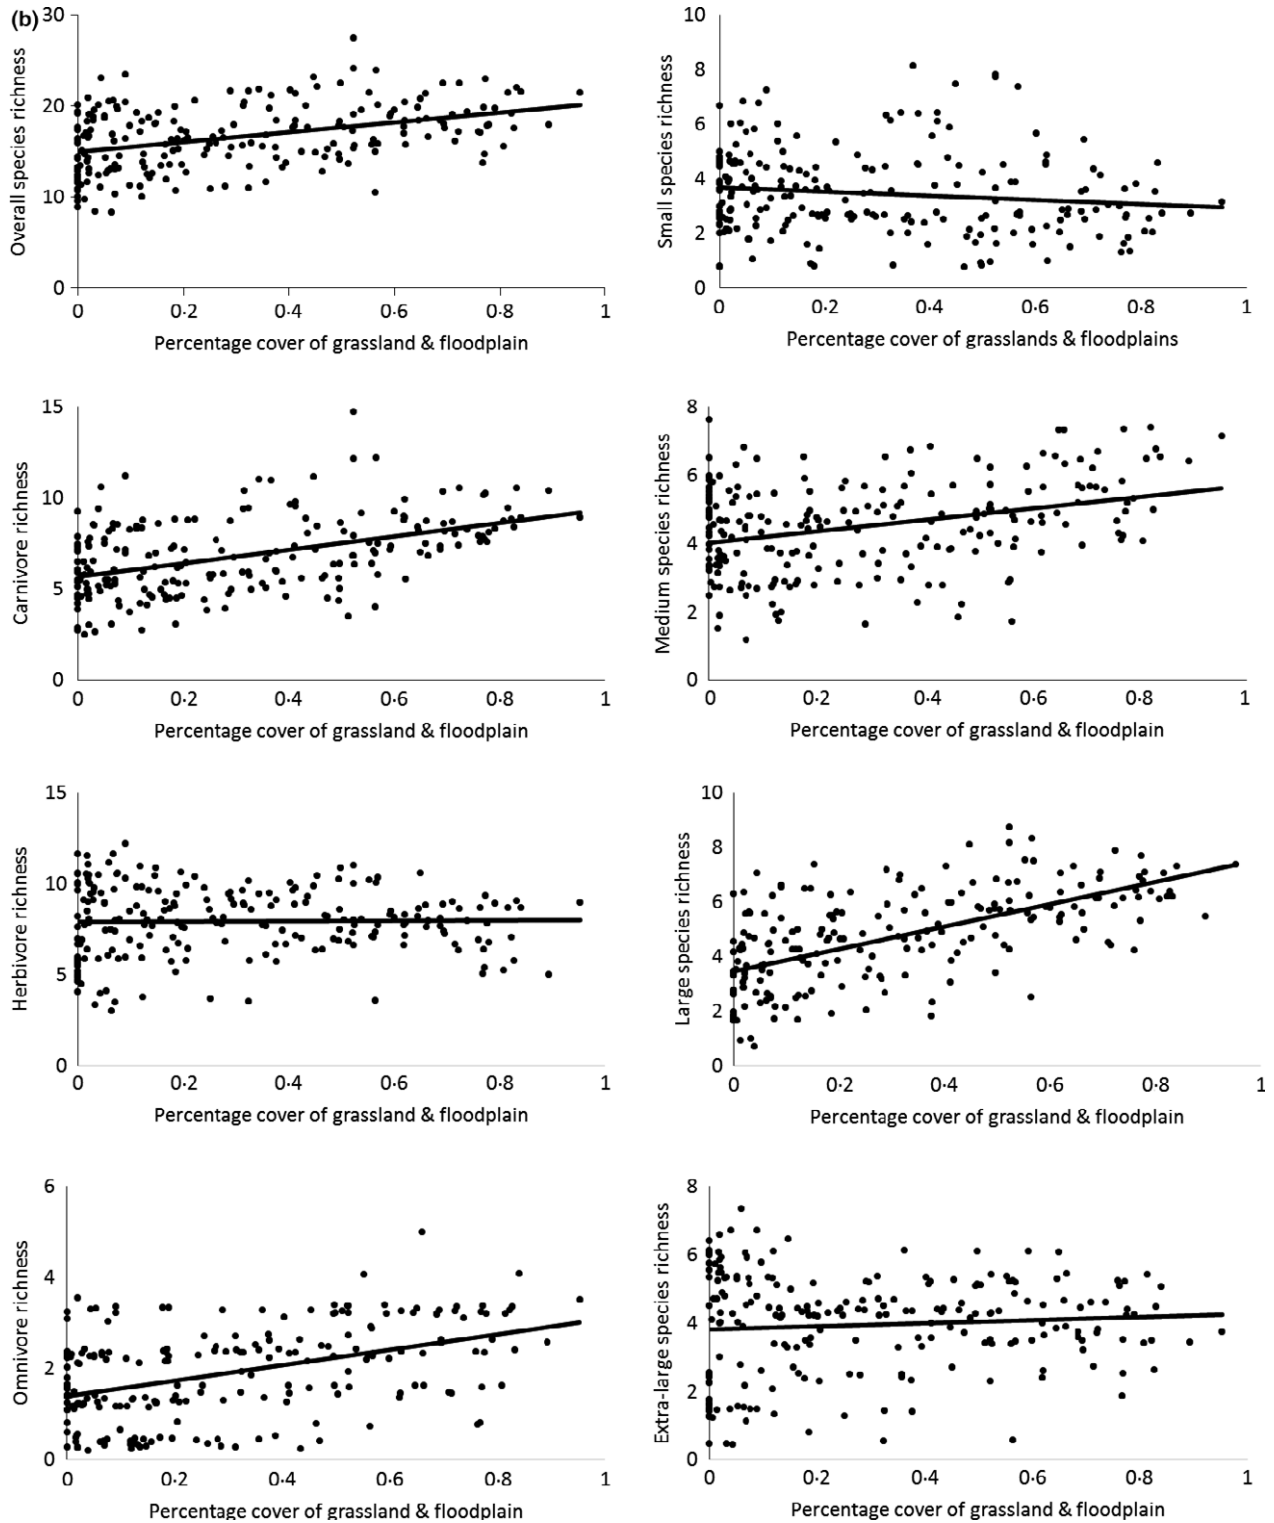 (b)
Overall species richness
30
20
10
0
0 0·2 0·4 0·6 0·8 1
Percentage cover of grassland & floodplain
Small species richness
10
8
6
4
2
0
0 0·2 0·4 0·6 0·8 1
Percentage cover of grasslands & floodplains
Carnivore richness
15
10
5
0
0 0·2 0·4 0·6 0·8 1
Percentage cover of grassland & floodplain
Medium species richness
8
6
4
2
0
0 0·2 0·4 0·6 0·8 1
Percentage cover of grassland & floodplain
Herbivore richness
15
10
5
0
0 0·2 0·4 0·6 0·8 1
Percentage cover of grassland & floodplain
Large species richness
10
8
6
4
2
0
0 0·2 0·4 0·6 0·8 1
Percentage cover of grassland & floodplain
Omnivore richness
6
4
2
0
0 0·2 0·4 0·6 0·8 1
Percentage cover of grassland & floodplain
Extra-large species richness
8
6
4
2
0
0 0·2 0·4 0·6 0·8 1
Percentage cover of grassland & floodplain